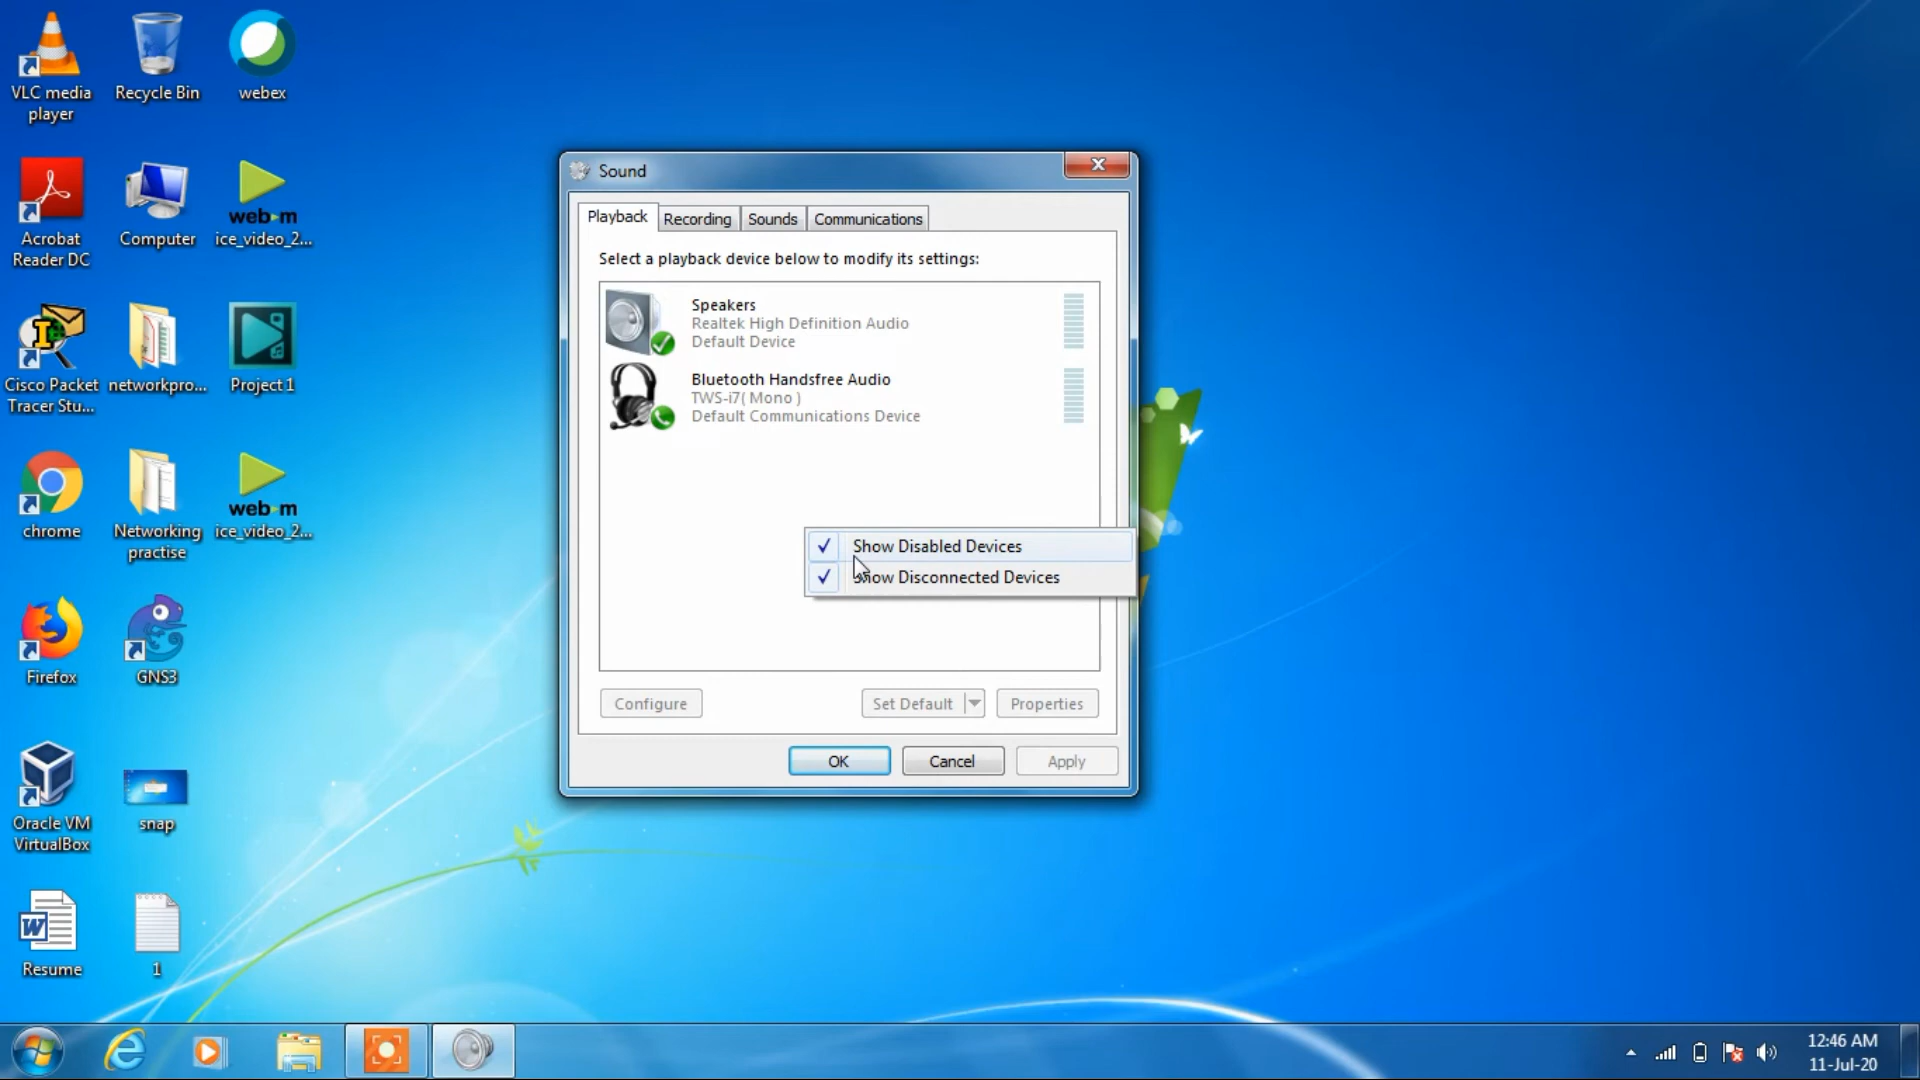 VLC media
player
Recycle Bin
webex
Acrobat
Reader DC
Computer
web-m
ice_video_2...
Cisco Packet
Tracer Stu...
networkpro...
Project 1
chrome
Networking
practise
web-m
ice_video_2...
Firefox
GNS3
Oracle VM
VirtualBox
snap
Resume
1
Sound
Playback
Recording
Sounds
Communications
Select a playback device below to modify its settings:
Speakers
Realtek High Definition Audio
Default Device
Bluetooth Handsfree Audio
TWS-i7( Mono )
Default Communications Device
Show Disabled Devices
Show Disconnected Devices
Configure
Set Default
Properties
OK
Cancel
Apply
12:46 AM
11-Jul-20